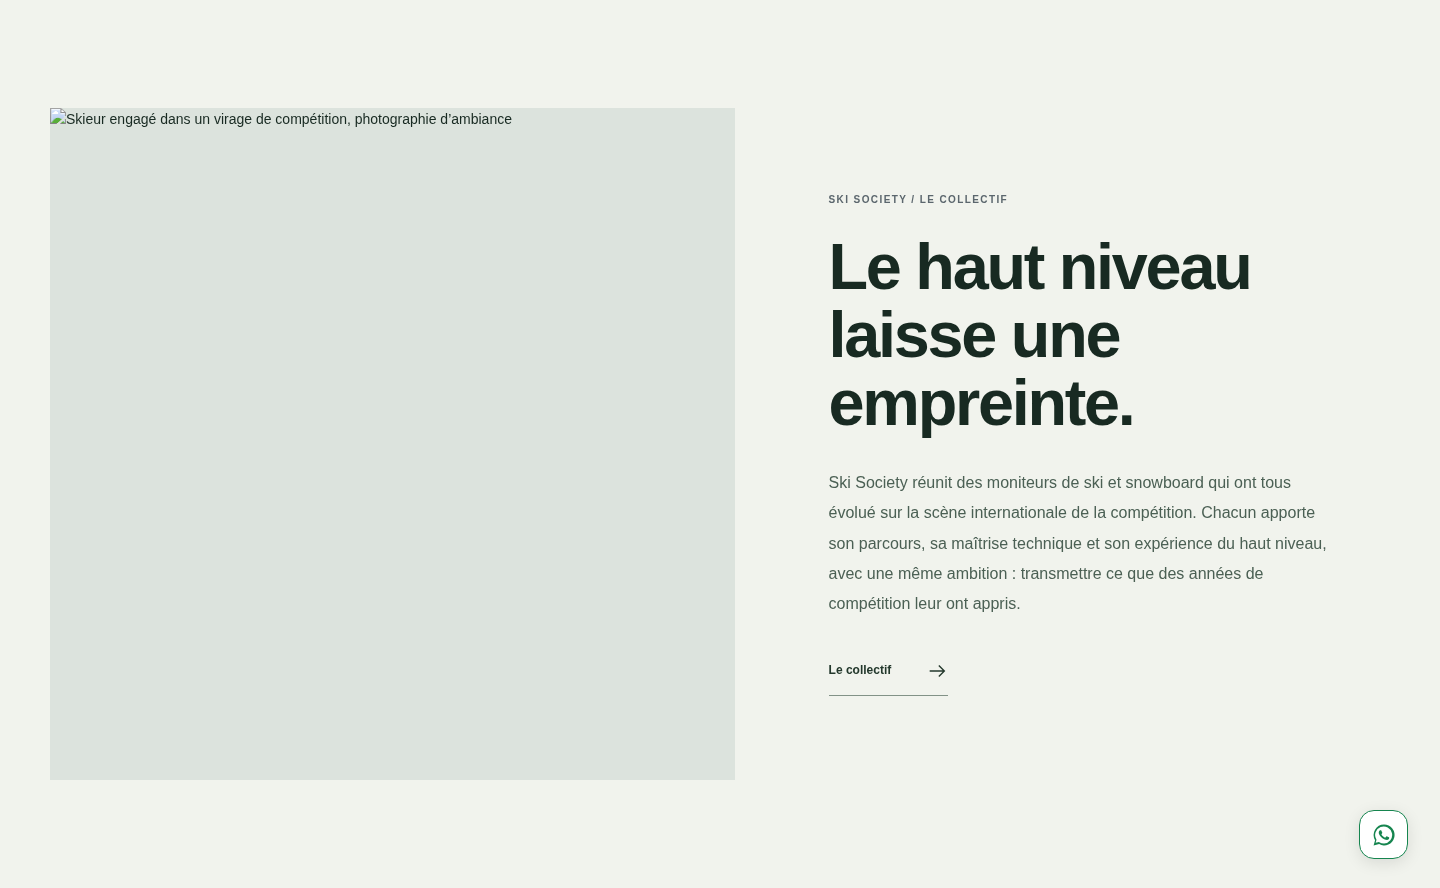 Skieur engagé dans un virage de compétition, photographie d’ambiance
SKI SOCIETY / LE COLLECTIF
Le haut niveau
laisse une
empreinte.
Ski Society réunit des moniteurs de ski et snowboard qui ont tous
évolué sur la scène internationale de la compétition. Chacun apporte
son parcours, sa maîtrise technique et son expérience du haut niveau,
avec une même ambition : transmettre ce que des années de
compétition leur ont appris.
Le collectif